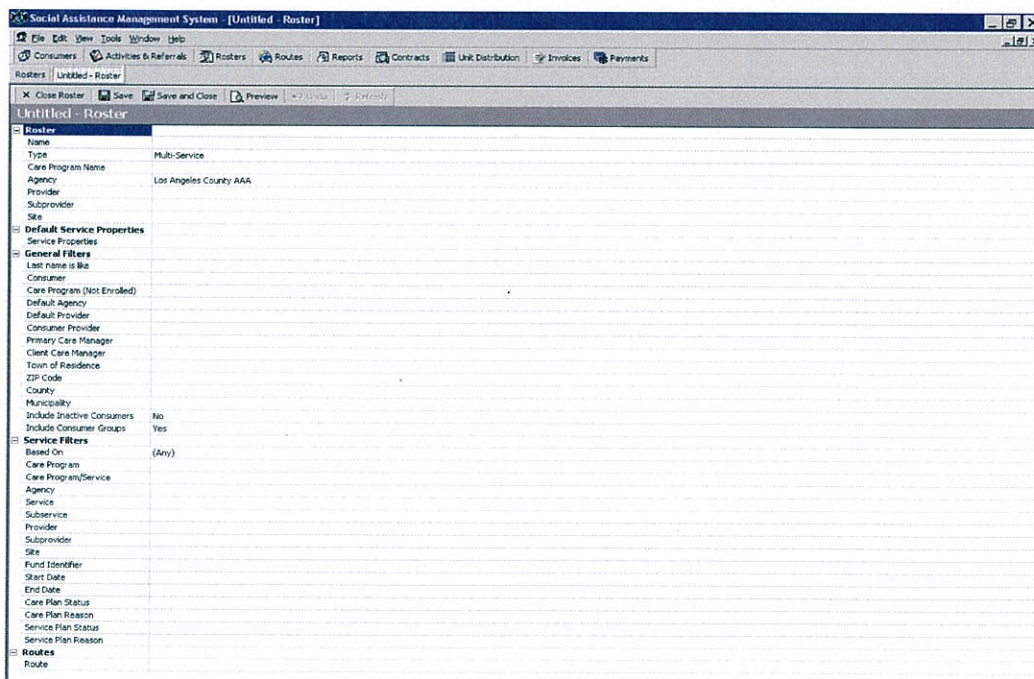 Social Assistance Management System - [Untitled - Roster]
File Edit View Tools Window Help
Consumers Activities & Referrals Rosters Routes Reports Contracts Unit Distribution Invoices Payments
Rosters Untitled - Roster
Close Roster Save Save and Close Preview Undo Refresh
Untitled - Roster
Roster
Name
Type Multi-Service
Care Program Name
Agency Los Angeles County AAA
Provider
Subprovider
Site
Default Service Properties
Service Properties
General Filters
Last name is like
Consumer
Care Program (Not Enrolled)
Default Agency
Default Provider
Consumer Provider
Primary Care Manager
Client Care Manager
Town of Residence
ZIP Code
County
Municipality
Include Inactive Consumers No
Include Consumer Groups Yes
Service Filters
Based On (Any)
Care Program
Care Program/Service
Agency
Service
Subservice
Provider
Subprovider
Site
Fund Identifier
Start Date
End Date
Care Plan Status
Care Plan Reason
Service Plan Status
Service Plan Reason
Routes
Route